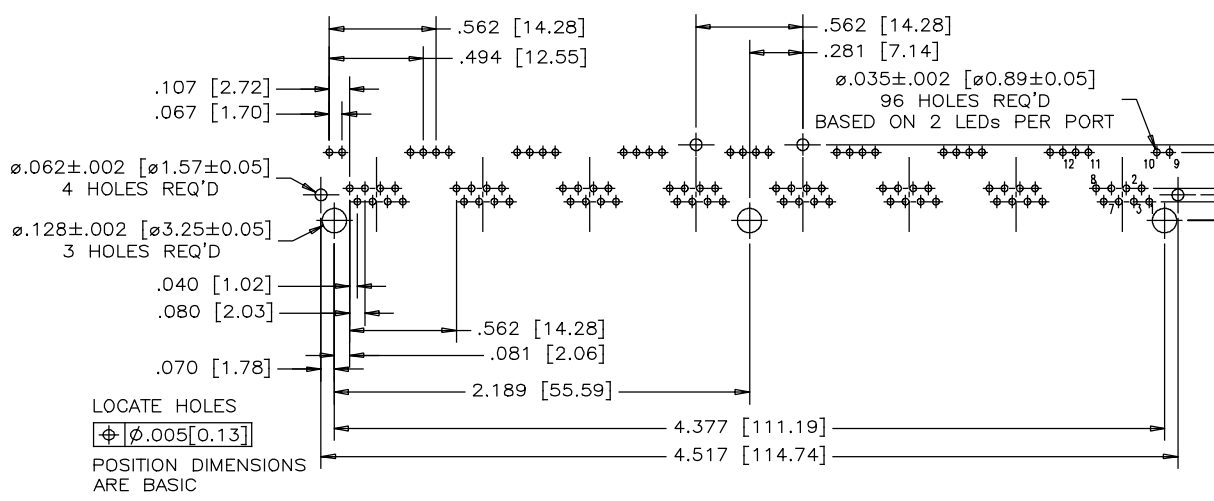 .562 [14.28]
.562 [14.28]
.494 [12.55]
.281 [7.14]
.107 [2.72]
ø.035±.002 [ø0.89±0.05]
96 HOLES REQ'D
BASED ON 2 LEDs PER PORT
.067 [1.70]
12 11 10 9
ø.062±.002 [ø1.57±0.05]
4 HOLES REQ'D
8 2
7 3
ø.128±.002 [ø3.25±0.05]
3 HOLES REQ'D
.040 [1.02]
.080 [2.03]
.562 [14.28]
.081 [2.06]
.070 [1.78]
2.189 [55.59]
LOCATE HOLES
ø.005[0.13]
4.377 [111.19]
4.517 [114.74]
POSITION DIMENSIONS
ARE BASIC